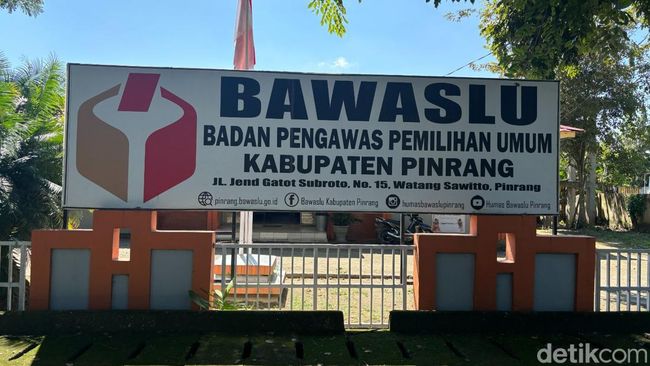 BAWASLU
BADAN PENGAWAS PEMILIHAN UMUM
KABUPATEN PINRANG
JL. Jend Gatot Subroto. No. 15, Watang Sawitto, Pinrang
pinrang.bawaslu.go.id Bawaslu Kabupaten Pinrang humasbawaslupinrang Humas Bawaslu Pinrang
detikcom